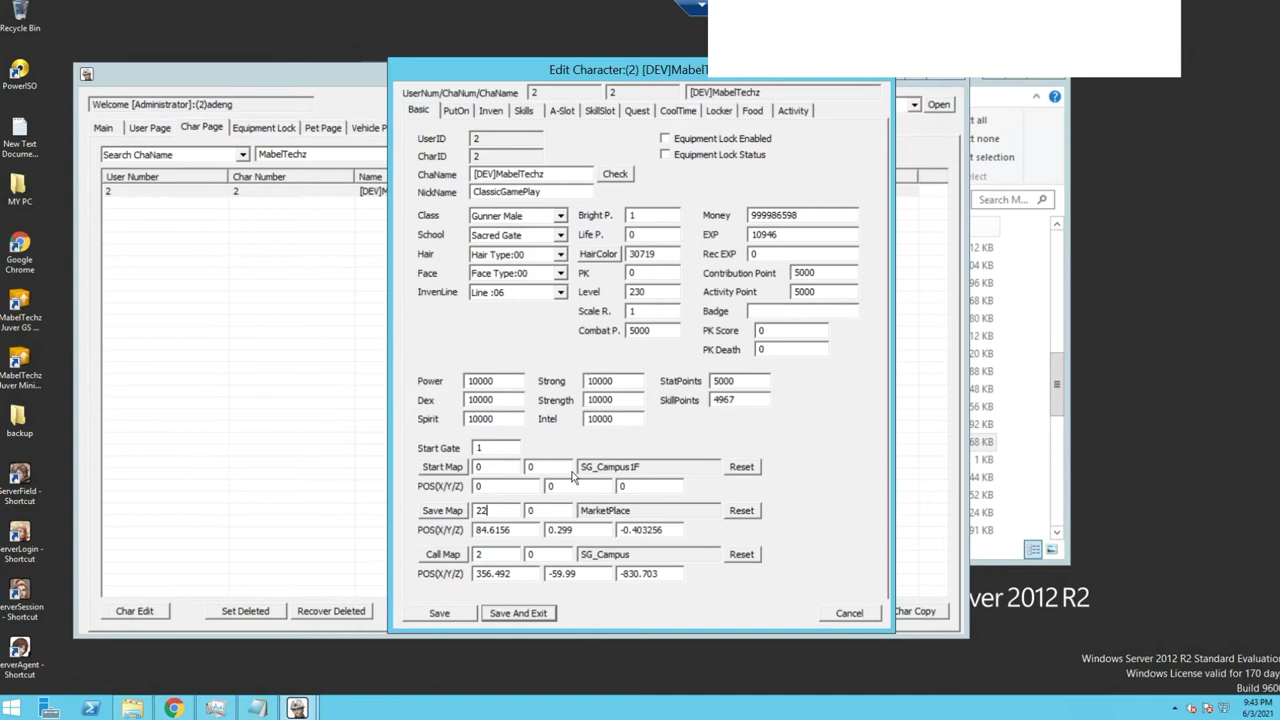 Recycle Bin
PowerISO
New Text
Docume...
MY PC
Google
Chrome
MabelTechz
Juver GS ...
MabelTechz
Juver Mini...
backup
ServerField -
Shortcut
ServerLogin -
Shortcut
ServerSession
- Shortcut
ServerAgent -
Shortcut
Welcome [Administrator]:(2)adeng
Open
Main User Page Char Page Equipment Lock Pet Page Vehicle P
Search ChaName MabelTechz
User Number Char Number Name
2 2 [DEV]M
Char Edit Set Deleted Recover Deleted
Char Copy
Edit Character:(2) [DEV]MabelT
UserNum/ChaNum/ChaName 2 2 [DEV]MabelTechz
Basic PutOn Inven Skills A-Slot SkillSlot Quest CoolTime Locker Food Activity
UserID 2 Equipment Lock Enabled
CharID 2 Equipment Lock Status
ChaName [DEV]MabelTechz Check
NickName ClassicGamePlay
Class Gunner Male Bright P. 1 Money 999986598
School Sacred Gate Life P. 0 EXP 10946
Hair Hair Type:00 HairColor 30719 Rec EXP 0
Face Face Type:00 PK 0 Contribution Point 5000
InvenLine Line :06 Level 230 Activity Point 5000
Scale R. 1 Badge
Combat P. 5000 PK Score 0
PK Death 0
Power 10000 Strong 10000 StatPoints 5000
Dex 10000 Strength 10000 SkillPoints 4967
Spirit 10000 Intel 10000
Start Gate 1
Start Map 0 0 SG_Campus1F Reset
POS(X/Y/Z) 0 0 0
Save Map 22 0 MarketPlace Reset
POS(X/Y/Z) 84.6156 0.299 -0.403256
Call Map 2 0 SG_Campus Reset
POS(X/Y/Z) 356.492 -59.99 -830.703
Save Save And Exit Cancel
ct all
ct none
t selection
ect
Search M...
12 KB
54 KB
68 KB
80 KB
32 KB
20 KB
37 KB
36 KB
38 KB
45 KB
68 KB
1 KB
34 KB
33 KB
ver 2012 R2
Windows Server 2012 R2 Standard Evaluation
Windows License valid for 170 day
Build 9600
9:43 PM
6/3/2021